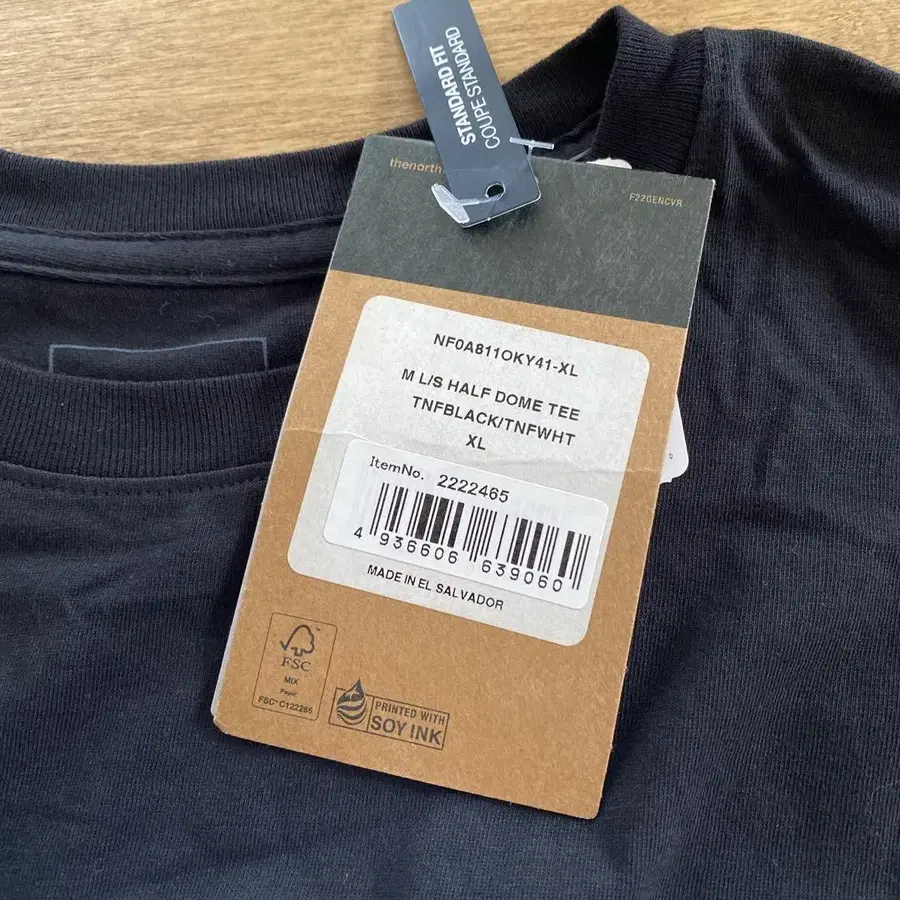 STANDARD FIT
COUPE STANDARD
thenorth
F22GENCVR
NF0A811OKY41-XL
M L/S HALF DOME TEE
TNFBLACK/TNFWHT
XL
ItemNo. 2222465
4 936606 639060
MADE IN EL SALVADOR
FSC
MIX
Paper
FSC® C122285
PRINTED WITH
SOY INK